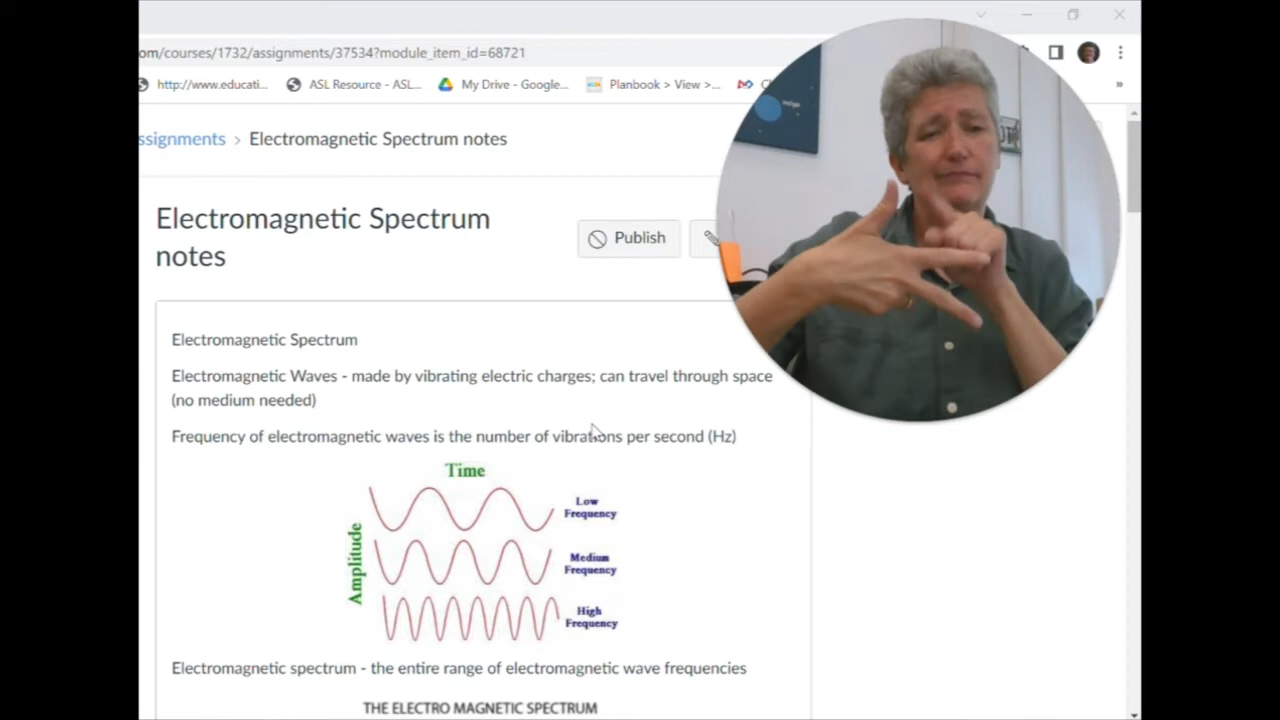 om/courses/1732/assignments/37534?module_item_id=68721
http://www.educati... ASL Resource - ASL... My Drive - Google... Planbook > View >... »
ssignments > Electromagnetic Spectrum notes
Electromagnetic Spectrum
notes
Publish
Electromagnetic Spectrum
Electromagnetic Waves - made by vibrating electric charges; can travel through space
(no medium needed)
Frequency of electromagnetic waves is the number of vibrations per second (Hz)
Time
Amplitude
Low
Frequency
Medium
Frequency
High
Frequency
Electromagnetic spectrum - the entire range of electromagnetic wave frequencies
THE ELECTRO MAGNETIC SPECTRUM